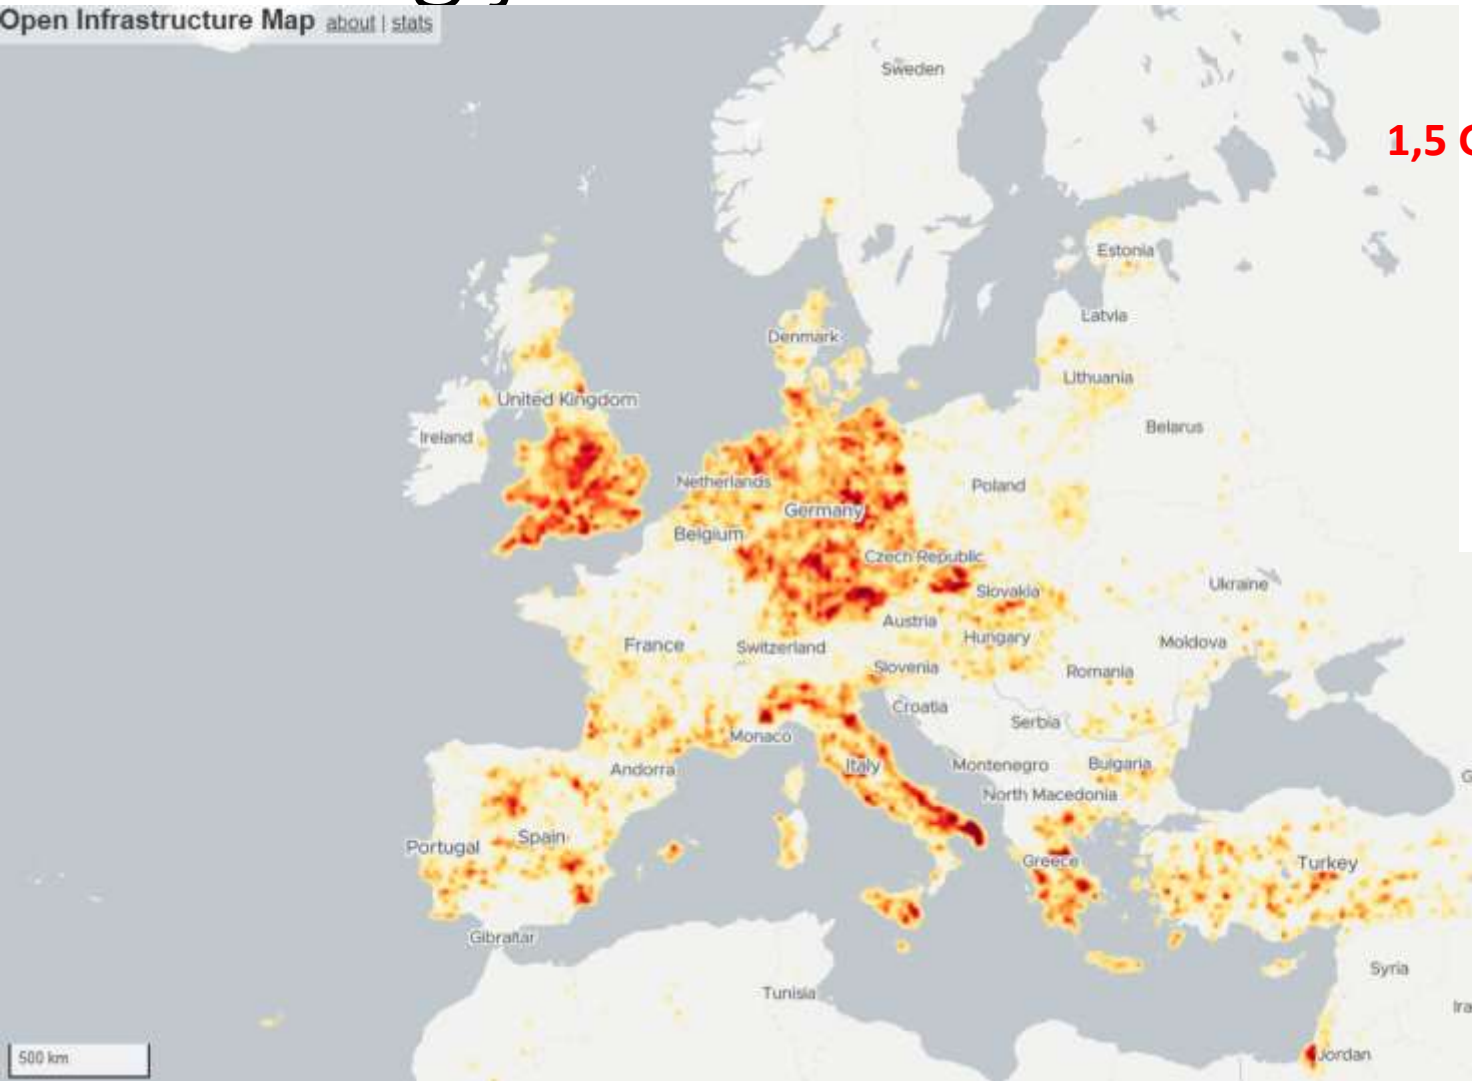 Open Infrastructure Map about | stats
Sweden
1,5
Estonia
Latvia
Denmark
Lithuania
United Kingdom
Ireland
Belarus
Netherlands
Poland
Germany
Belgium
Czech Republic
Ukraine
Slovakia
Austria
Hungary
France
Switzerland
Moldova
Slovenia
Romania
Croatia
Serbia
Monaco
Italy
Andorra
Montenegro
Bulgaria
North Macedonia
Spain
Portugal
Greece
Turkey
Gibraltar
Syria
Tunisia
500 km
Jordan